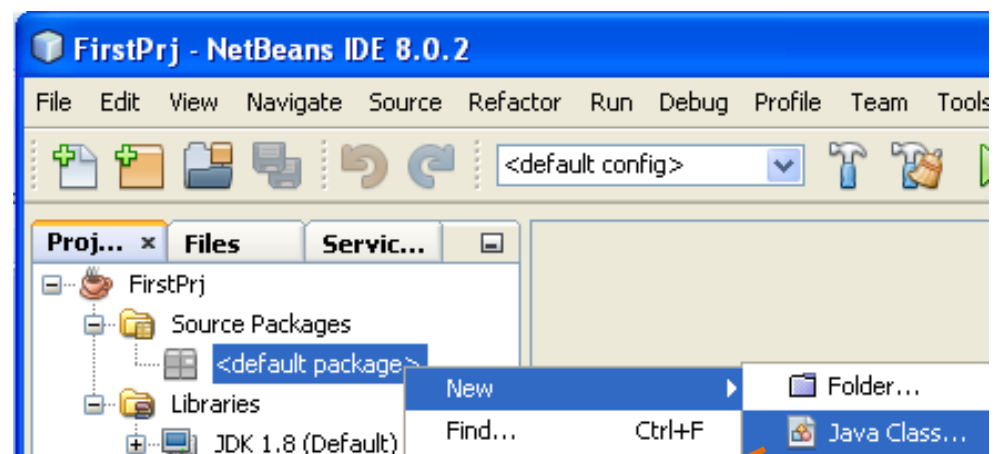 FirstPrj - NetBeans IDE 8.0.2
File Edit View Navigate Source Refactor Run Debug Profile Team Tools
<default config>
Proj... × Files Servic...
FirstPrj
Source Packages
<default package>
New Folder...
Libraries
Find... Ctrl+F Java Class...
JDK 1.8 (Default)